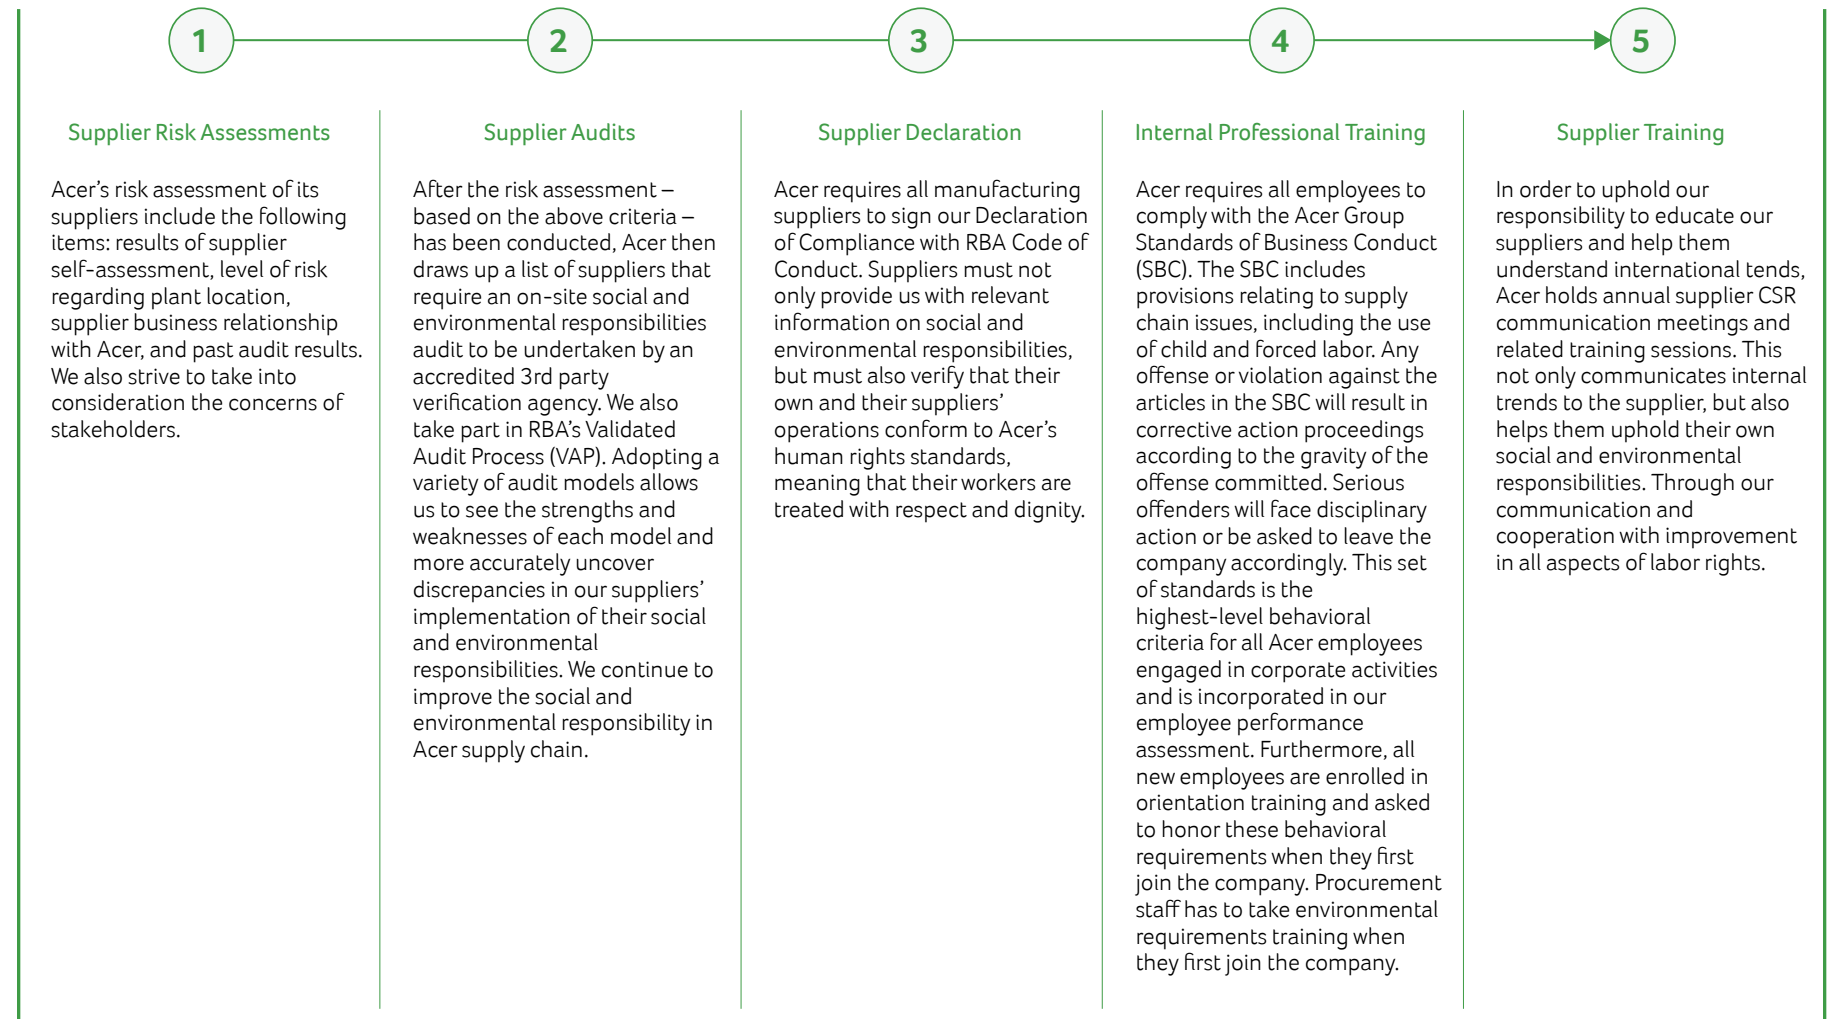 1
2
3
4
5
Supplier Risk Assessments
Acer's risk assessment of its
suppliers include the following
items: results of supplier
self-assessment, level of risk
regarding plant location,
supplier business relationship
with Acer, and past audit results.
We also strive to take into
consideration the concerns of
stakeholders.
Supplier Audits
After the risk assessment –
based on the above criteria –
has been conducted, Acer then
draws up a list of suppliers that
require an on-site social and
environmental responsibilities
audit to be undertaken by an
accredited 3rd party
verification agency. We also
take part in RBA's Validated
Audit Process (VAP). Adopting a
variety of audit models allows
us to see the strengths and
weaknesses of each model and
more accurately uncover
discrepancies in our suppliers'
implementation of their social
and environmental
responsibilities. We continue to
improve the social and
environmental responsibility in
Acer supply chain.
Supplier Declaration
Acer requires all manufacturing
suppliers to sign our Declaration
of Compliance with RBA Code of
Conduct. Suppliers must not
only provide us with relevant
information on social and
environmental responsibilities,
but must also verify that their
own and their suppliers'
operations conform to Acer's
human rights standards,
meaning that their workers are
treated with respect and dignity.
Internal Professional Training
Acer requires all employees to
comply with the Acer Group
Standards of Business Conduct
(SBC). The SBC includes
provisions relating to supply
chain issues, including the use
of child and forced labor. Any
offense or violation against the
articles in the SBC will result in
corrective action proceedings
according to the gravity of the
offense committed. Serious
offenders will face disciplinary
action or be asked to leave the
company accordingly. This set
of standards is the
highest-level behavioral
criteria for all Acer employees
engaged in corporate activities
and is incorporated in our
employee performance
assessment. Furthermore, all
new employees are enrolled in
orientation training and asked
to honor these behavioral
requirements when they first
join the company. Procurement
staff has to take environmental
requirements training when
they first join the company.
Supplier Training
In order to uphold our
responsibility to educate our
suppliers and help them
understand international tends,
Acer holds annual supplier CSR
communication meetings and
related training sessions. This
not only communicates internal
trends to the supplier, but also
helps them uphold their own
social and environmental
responsibilities. Through our
communication and
cooperation with improvement
in all aspects of labor rights.